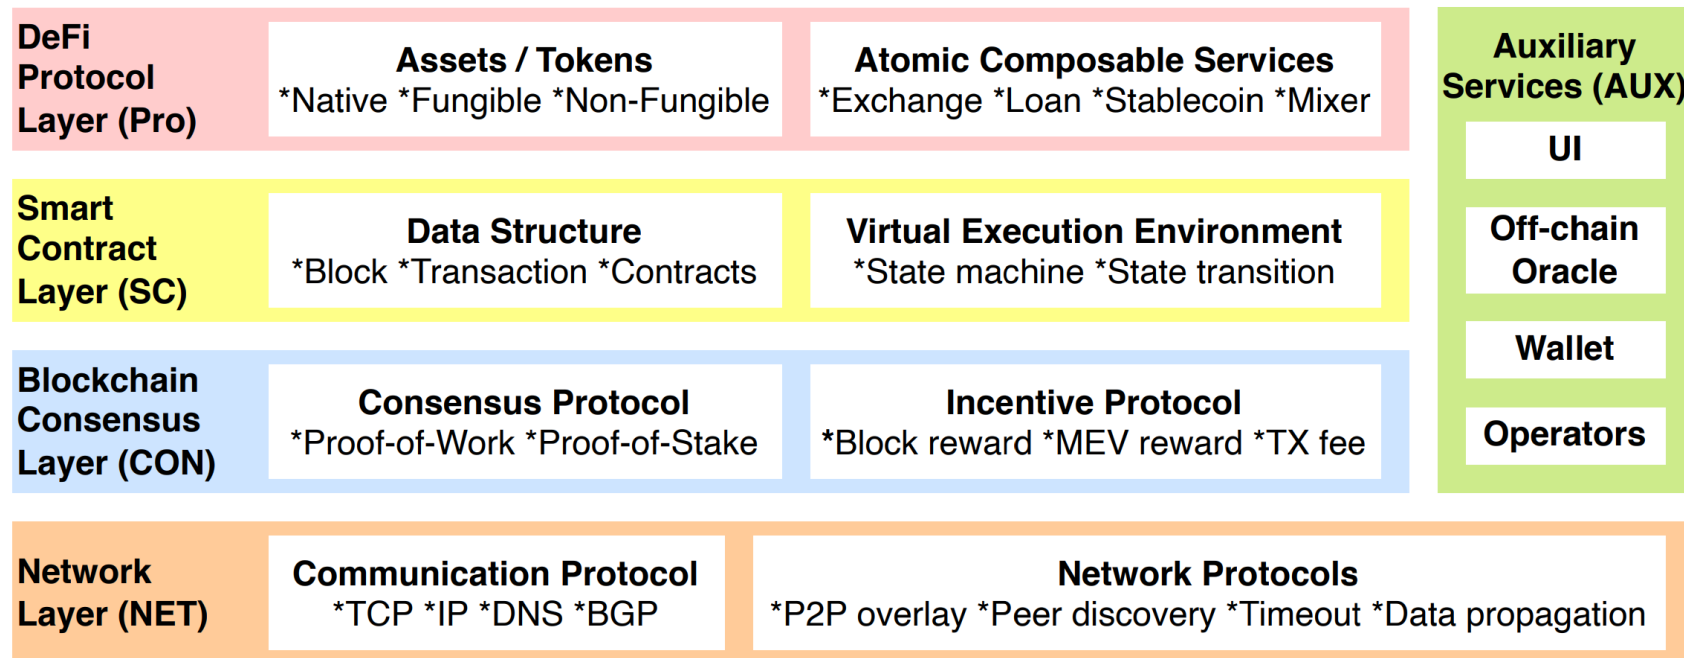 DeFi
Protocol
Layer (Pro)
Assets / Tokens
*Native *Fungible *Non-Fungible
Atomic Composable Services
*Exchange *Loan *Stablecoin *Mixer
Smart
Contract
Layer (SC)
Data Structure
*Block *Transaction *Contracts
Virtual Execution Environment
*State machine *State transition
Blockchain
Consensus
Layer (CON)
Consensus Protocol
*Proof-of-Work *Proof-of-Stake
Incentive Protocol
*Block reward *MEV reward *TX fee
Auxiliary
Services (AUX)
UI
Off-chain
Oracle
Wallet
Operators
Network
Layer (NET)
Communication Protocol
*TCP *IP *DNS *BGP
Network Protocols
*P2P overlay *Peer discovery *Timeout *Data propagation